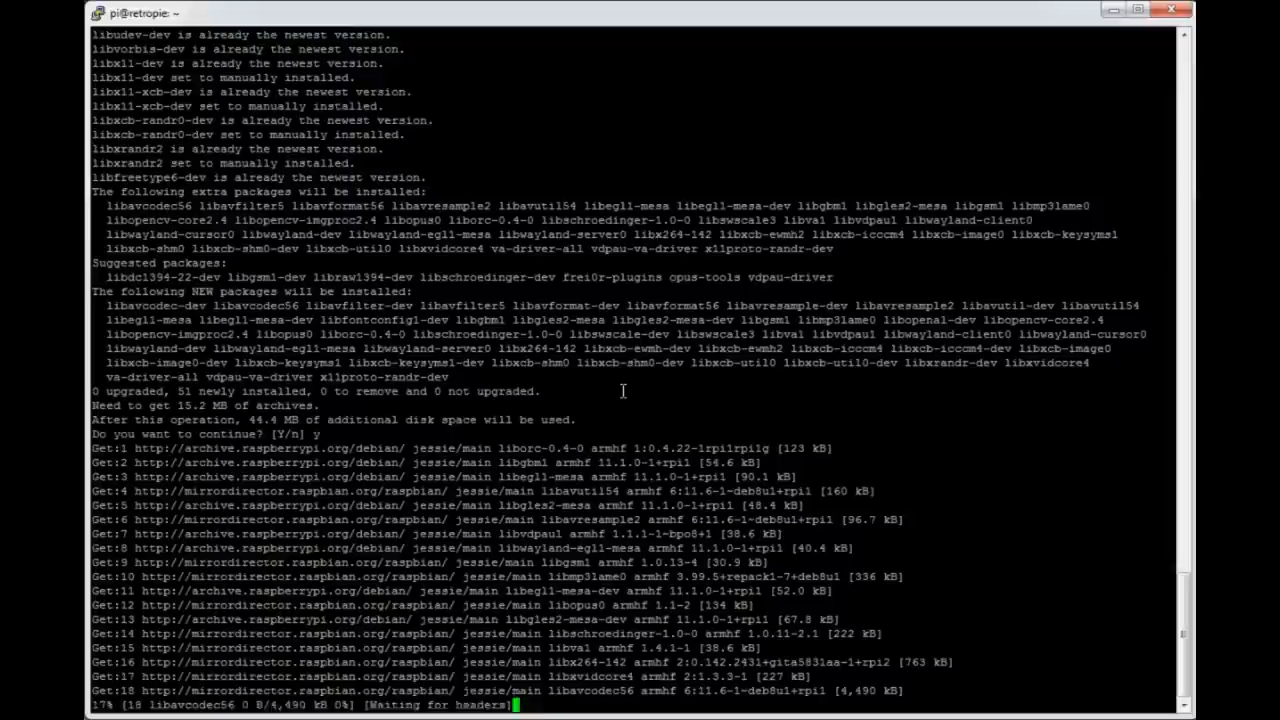 pi@retropie: ~
libudev-dev is already the newest version.
libvorbis-dev is already the newest version.
libx11-dev is already the newest version.
libx11-dev set to manually installed.
libx11-xcb-dev is already the newest version.
libx11-xcb-dev set to manually installed.
libxcb-randr0-dev is already the newest version.
libxcb-randr0-dev set to manually installed.
libxrandr2 is already the newest version.
libxrandr2 set to manually installed.
libfreetype6-dev is already the newest version.
The following extra packages will be installed:
libavcodec56 libavfilter5 libavformat56 libavresample2 libavutil54 libegl1-mesa libegl1-mesa-dev libgbm1 libgles2-mesa libgsm1 libmp3lame0
libopencv-core2.4 libopencv-imgproc2.4 libopus0 liborc-0.4-0 libschroedinger-1.0-0 libswscale3 libva1 libvdpau1 libwayland-client0
libwayland-cursor0 libwayland-dev libwayland-egl1-mesa libwayland-server0 libx264-142 libxcb-ewmh2 libxcb-icccm4 libxcb-image0 libxcb-keysyms1
libxcb-shm0 libxcb-shm0-dev libxcb-util0 libxvidcore4 va-driver-all vdpau-va-driver x11proto-randr-dev
Suggested packages:
libdc1394-22-dev libgsm1-dev libraw1394-dev libschroedinger-dev frei0r-plugins opus-tools vdpau-driver
The following NEW packages will be installed:
libavcodec-dev libavcodec56 libavfilter-dev libavfilter5 libavformat-dev libavformat56 libavresample-dev libavresample2 libavutil-dev libavutil54
libegl1-mesa libegl1-mesa-dev libfontconfig1-dev libgbm1 libgles2-mesa libgles2-mesa-dev libgsm1 libmp3lame0 libopenal-dev libopencv-core2.4
libopencv-imgproc2.4 libopus0 liborc-0.4-0 libschroedinger-1.0-0 libswscale-dev libswscale3 libva1 libvdpau1 libwayland-client0 libwayland-cursor0
libwayland-dev libwayland-egl1-mesa libwayland-server0 libx264-142 libxcb-ewmh-dev libxcb-ewmh2 libxcb-icccm4 libxcb-icccm4-dev libxcb-image0
libxcb-image0-dev libxcb-keysyms1 libxcb-keysyms1-dev libxcb-shm0 libxcb-shm0-dev libxcb-util0 libxcb-util0-dev libxrandr-dev libxvidcore4
va-driver-all vdpau-va-driver x11proto-randr-dev
0 upgraded, 51 newly installed, 0 to remove and 0 not upgraded.
Need to get 15.2 MB of archives.
After this operation, 44.4 MB of additional disk space will be used.
Do you want to continue? [Y/n] y
Get:1 http://archive.raspberrypi.org/debian/ jessie/main liborc-0.4-0 armhf 1:0.4.22-1rpi1rpi1g [123 kB]
Get:2 http://archive.raspberrypi.org/debian/ jessie/main libgbm1 armhf 11.1.0-1+rpi1 [54.6 kB]
Get:3 http://archive.raspberrypi.org/debian/ jessie/main libegl1-mesa armhf 11.1.0-1+rpi1 [90.1 kB]
Get:4 http://mirrordirector.raspbian.org/raspbian/ jessie/main libavutil54 armhf 6:11.6-1~deb8u1+rpi1 [160 kB]
Get:5 http://archive.raspberrypi.org/debian/ jessie/main libgles2-mesa armhf 11.1.0-1+rpi1 [48.4 kB]
Get:6 http://mirrordirector.raspbian.org/raspbian/ jessie/main libavresample2 armhf 6:11.6-1~deb8u1+rpi1 [96.7 kB]
Get:7 http://archive.raspberrypi.org/debian/ jessie/main libvdpau1 armhf 1.1.1-1~bpo8+1 [38.6 kB]
Get:8 http://archive.raspberrypi.org/debian/ jessie/main libwayland-egl1-mesa armhf 11.1.0-1+rpi1 [40.4 kB]
Get:9 http://mirrordirector.raspbian.org/raspbian/ jessie/main libgsm1 armhf 1.0.13-4 [30.9 kB]
Get:10 http://mirrordirector.raspbian.org/raspbian/ jessie/main libmp3lame0 armhf 3.99.5+repack1-7+deb8u1 [336 kB]
Get:11 http://archive.raspberrypi.org/debian/ jessie/main libegl1-mesa-dev armhf 11.1.0-1+rpi1 [52.0 kB]
Get:12 http://mirrordirector.raspbian.org/raspbian/ jessie/main libopus0 armhf 1.1-2 [134 kB]
Get:13 http://archive.raspberrypi.org/debian/ jessie/main libgles2-mesa-dev armhf 11.1.0-1+rpi1 [67.8 kB]
Get:14 http://mirrordirector.raspbian.org/raspbian/ jessie/main libschroedinger-1.0-0 armhf 1.0.11-2.1 [222 kB]
Get:15 http://mirrordirector.raspbian.org/raspbian/ jessie/main libva1 armhf 1.4.1-1 [38.6 kB]
Get:16 http://mirrordirector.raspbian.org/raspbian/ jessie/main libx264-142 armhf 2:0.142.2431+gita5831aa-1+rpi2 [763 kB]
Get:17 http://mirrordirector.raspbian.org/raspbian/ jessie/main libxvidcore4 armhf 2:1.3.3-1 [227 kB]
Get:18 http://mirrordirector.raspbian.org/raspbian/ jessie/main libavcodec56 armhf 6:11.6-1~deb8u1+rpi1 [4,490 kB]
17% [18 libavcodec56 0 B/4,490 kB 0%] [Waiting for headers]